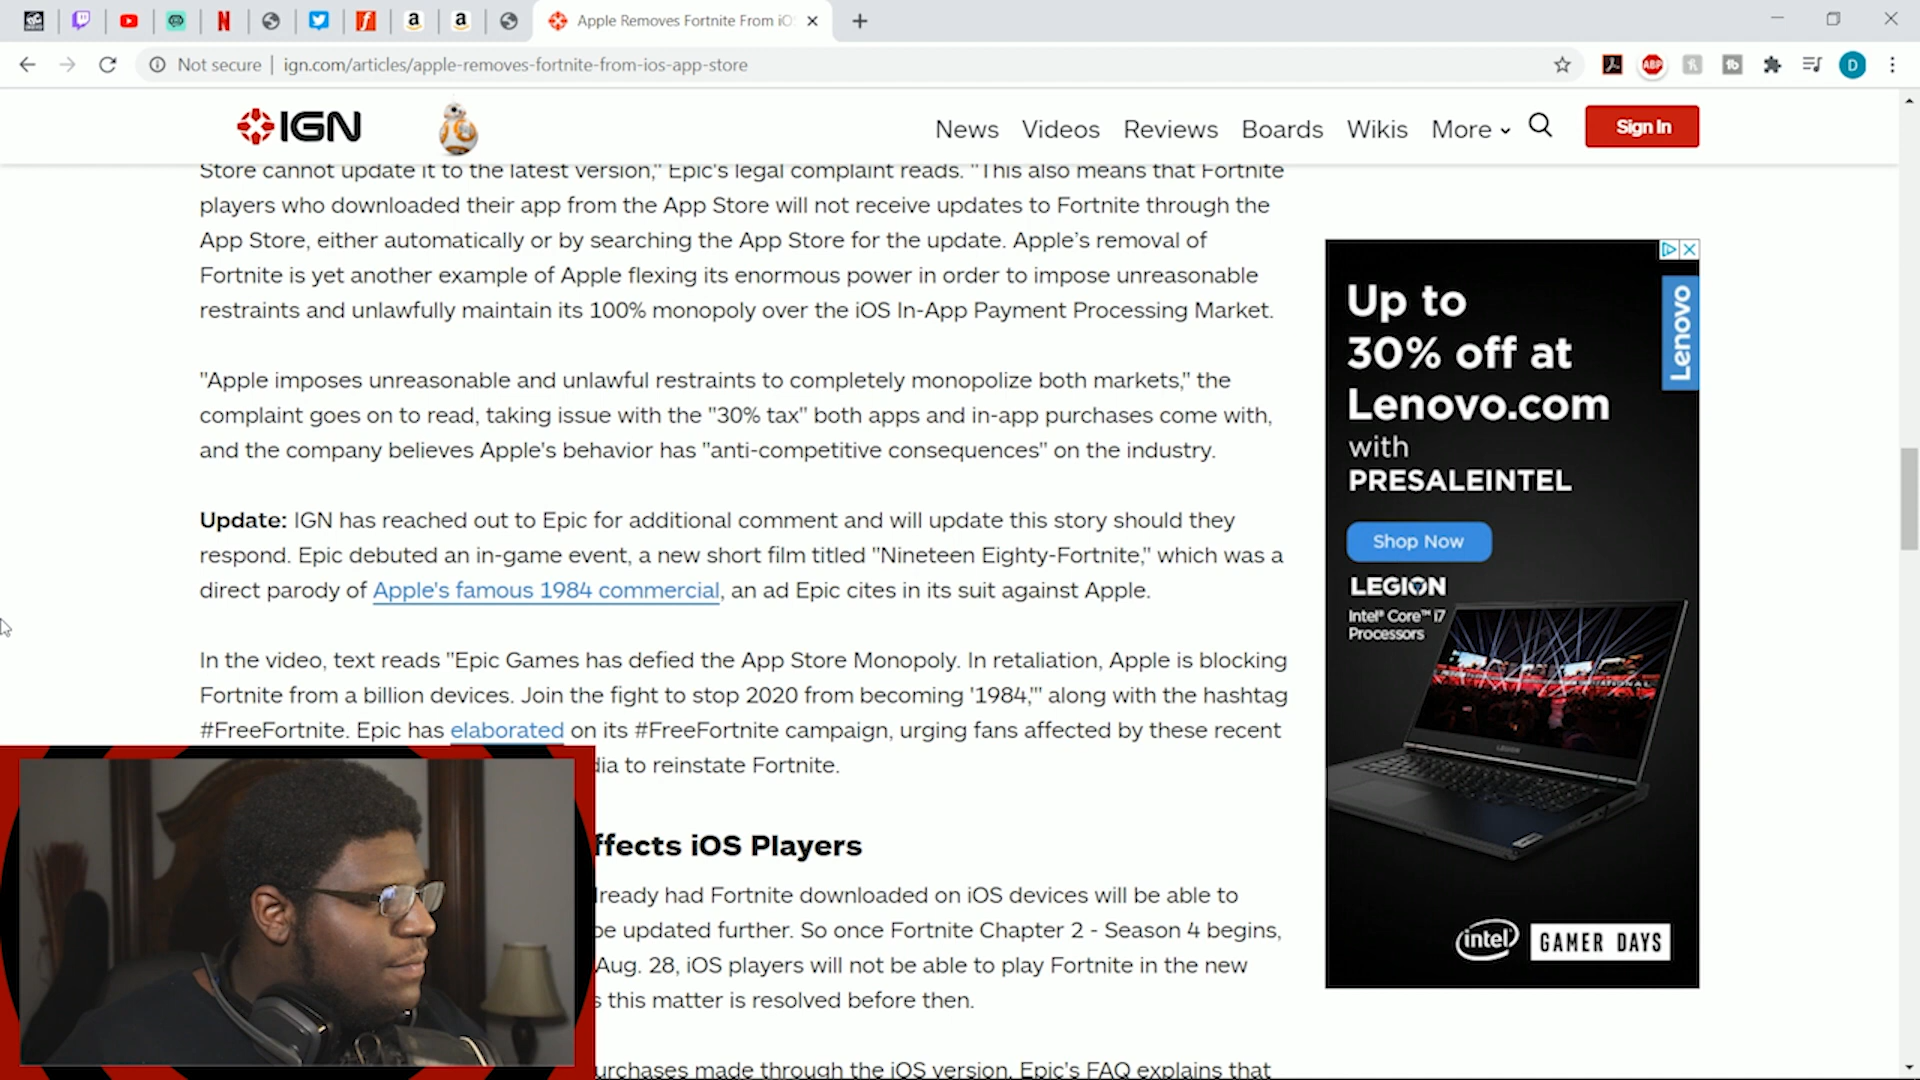 Apple Removes Fortnite From iO
Not secure | ign.com/articles/apple-removes-fortnite-from-ios-app-store
ABP
D
IGN
News Videos Reviews Boards Wikis More
Sign In
Store cannot update it to the latest version," Epic's legal complaint reads. "This also means that Fortnite
players who downloaded their app from the App Store will not receive updates to Fortnite through the
App Store, either automatically or by searching the App Store for the update. Apple's removal of
Fortnite is yet another example of Apple flexing its enormous power in order to impose unreasonable
restraints and unlawfully maintain its 100% monopoly over the iOS In-App Payment Processing Market.
"Apple imposes unreasonable and unlawful restraints to completely monopolize both markets," the
complaint goes on to read, taking issue with the "30% tax" both apps and in-app purchases come with,
and the company believes Apple's behavior has "anti-competitive consequences" on the industry.
Update: IGN has reached out to Epic for additional comment and will update this story should they
respond. Epic debuted an in-game event, a new short film titled "Nineteen Eighty-Fortnite," which was a
direct parody of Apple's famous 1984 commercial, an ad Epic cites in its suit against Apple.
In the video, text reads "Epic Games has defied the App Store Monopoly. In retaliation, Apple is blocking
Fortnite from a billion devices. Join the fight to stop 2020 from becoming '1984,'" along with the hashtag
#FreeFortnite. Epic has elaborated on its #FreeFortnite campaign, urging fans affected by these recent
dia to reinstate Fortnite.
ffects iOS Players
lready had Fortnite downloaded on iOS devices will be able to
be updated further. So once Fortnite Chapter 2 - Season 4 begins,
Aug. 28, iOS players will not be able to play Fortnite in the new
s this matter is resolved before then.
urchases made through the iOS version, Epic's FAQ explains that
Up to
30% off at
Lenovo.com
with
PRESALEINTEL
Shop Now
Lenovo
LEGION
Intel® Core™ i7
Processors
LEGION
intel GAMER DAYS